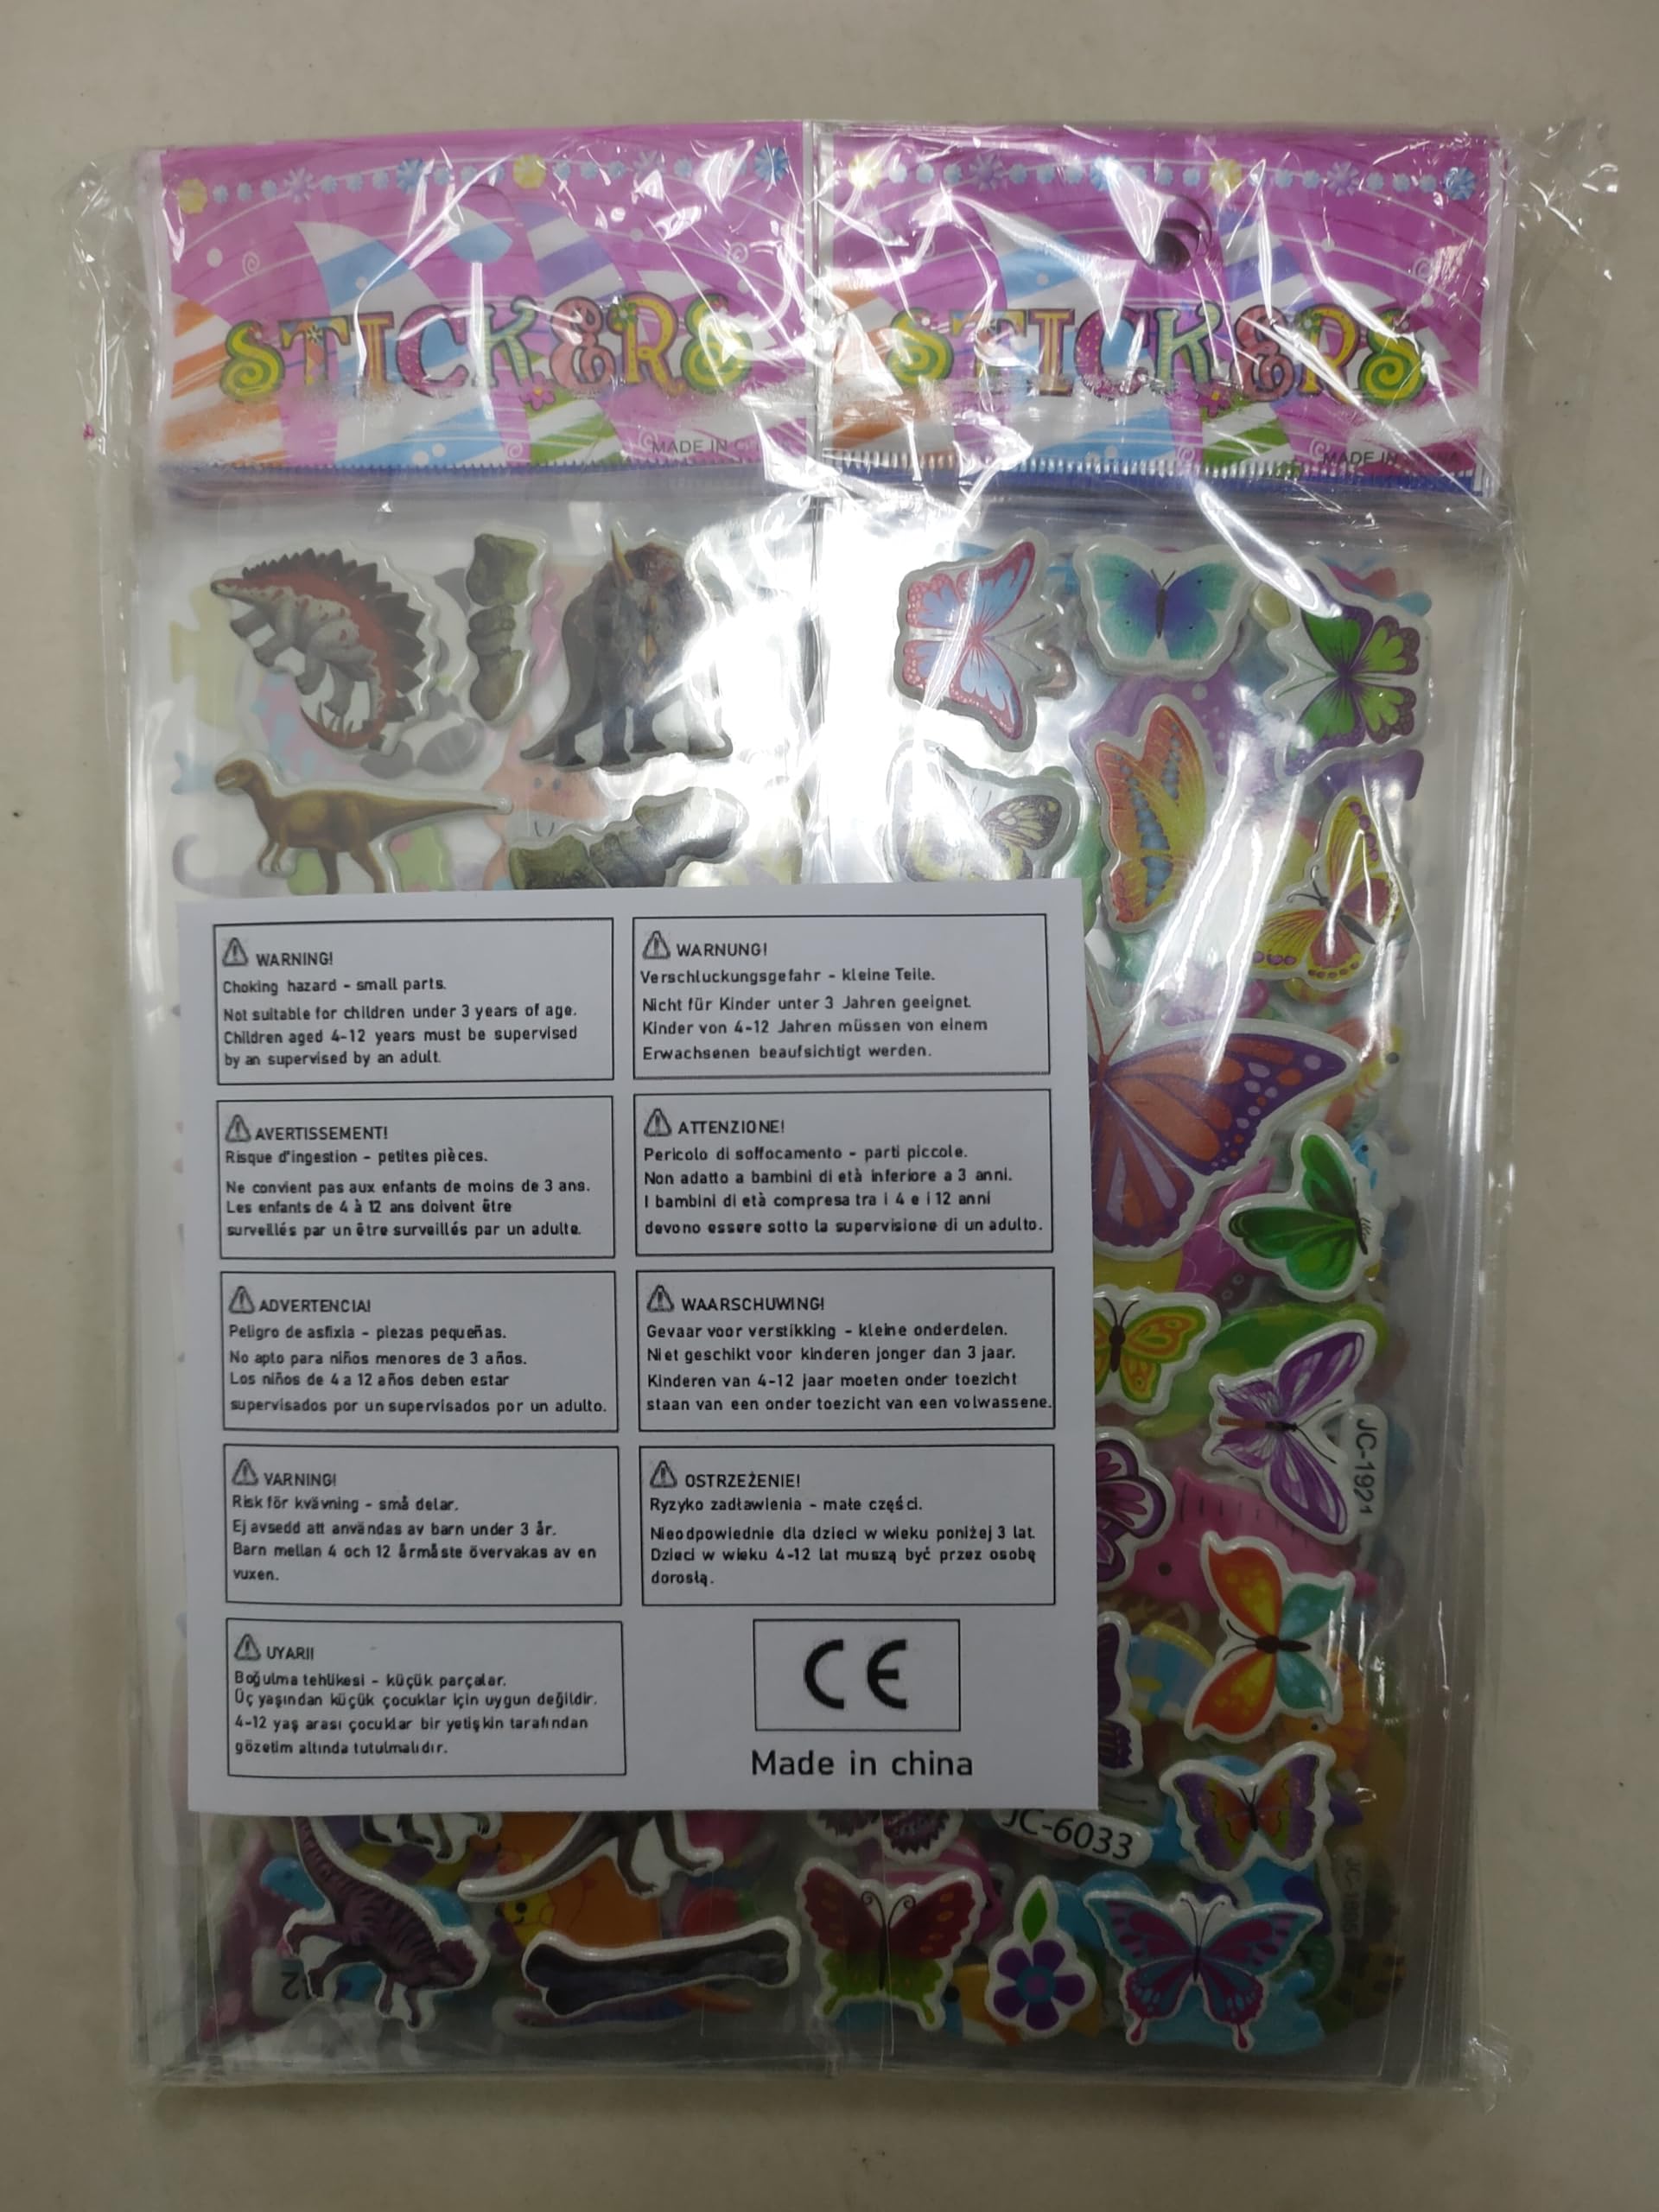 STICKERS
MADE IN
STICKERS
MADE IN CHINA
WARNING!
Choking hazard - small parts.
Not suitable for children under 3 years of age.
Children aged 4-12 years must be supervised
by an supervised by an adult.
WARNUNG!
Verschluckungsgefahr - kleine Teile.
Nicht für Kinder unter 3 Jahren geeignet.
Kinder von 4-12 Jahren müssen von einem
Erwachsenen beaufsichtigt werden.
AVERTISSEMENT!
Risque d'ingestion - petites pièces.
Ne convient pas aux enfants de moins de 3 ans.
Les enfants de 4 à 12 ans doivent être
surveillés par un être surveillés par un adulte.
ATTENZIONE!
Pericolo di soffocamento - parti piccole.
Non adatto a bambini di età inferiore a 3 anni.
I bambini di età compresa tra i 4 e i 12 anni
devono essere sotto la supervisione di un adulto.
ADVERTENCIA!
Peligro de asfixia - piezas pequeñas.
No apto para niños menores de 3 años.
Los niños de 4 a 12 años deben estar
supervisados por un supervisados por un adulto.
WAARSCHUWING!
Gevaar voor verstikking - kleine onderdelen.
Niet geschikt voor kinderen jonger dan 3 jaar.
Kinderen van 4-12 jaar moeten onder toezicht
staan van een onder toezicht van een volwassene.
VARNING!
Risk för kvävning - små delar.
Ej avsedd att användas av barn under 3 år.
Barn mellan 4 och 12 årmåste övervakas av en
vuxen.
OSTRZEŻENIE!
Ryzyko zadławienia - małe części.
Nieodpowiednie dla dzieci w wieku poniżej 3 lat.
Dzieci w wieku 4-12 lat muszą być przez osobę
dorosłą.
UYARI!
Boğulma tehlikesi - küçük parçalar.
Üç yaşından küçük çocuklar için uygun değildir.
4-12 yaş arası çocuklar bir yetişkin tarafından
gözetim altında tutulmalıdır.
CE
Made in china
JC-1921
JC-6033